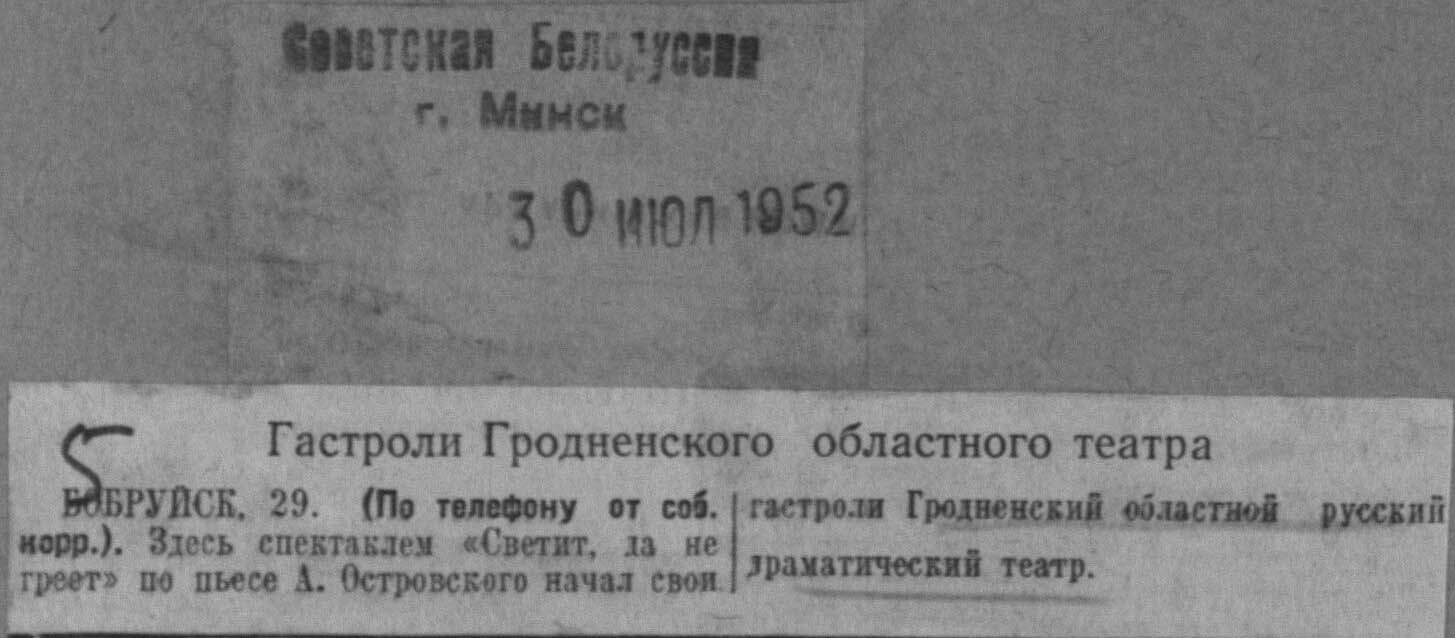 Советская Белоруссия
г. Минск
30 ИЮЛ 1952
5
Гастроли Гродненского областного театра
БОБРУЙСК, 29. (По телефону от соб.
корр.). Здесь спектаклем «Светит, да не
греет» по пьесе А. Островского начал свои
гастроли Гродненский областной русский
драматический театр.